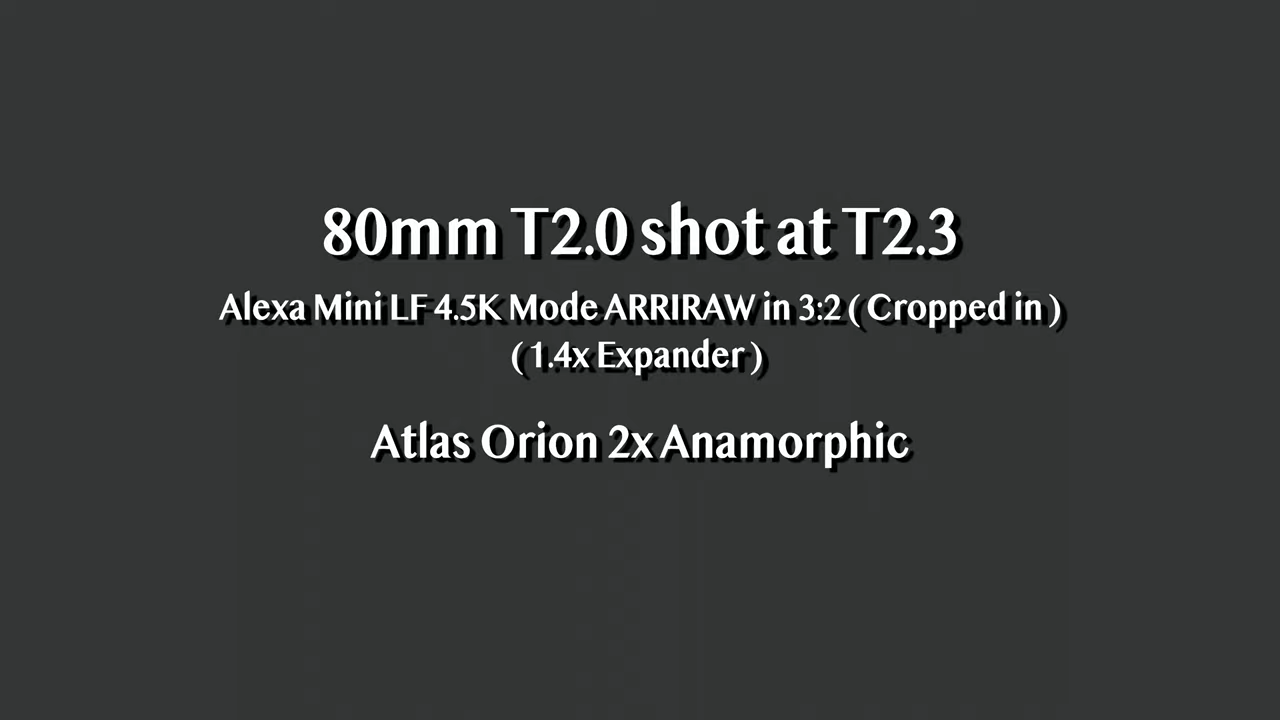 80mm T2.0 shot at T2.3
Alexa Mini LF 4.5K Mode ARRIRAW in 3:2 ( Cropped in )
( 1.4x Expander )
Atlas Orion 2x Anamorphic